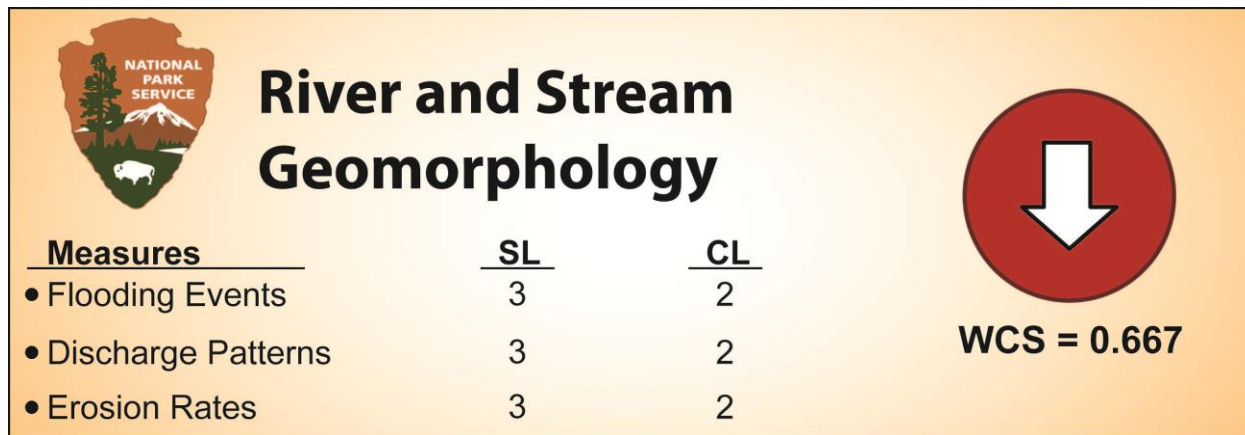 NATIONAL
PARK
SERVICE
River and Stream
Geomorphology
Measures SL CL
• Flooding Events 3 2
• Discharge Patterns 3 2
• Erosion Rates 3 2
WCS = 0.667